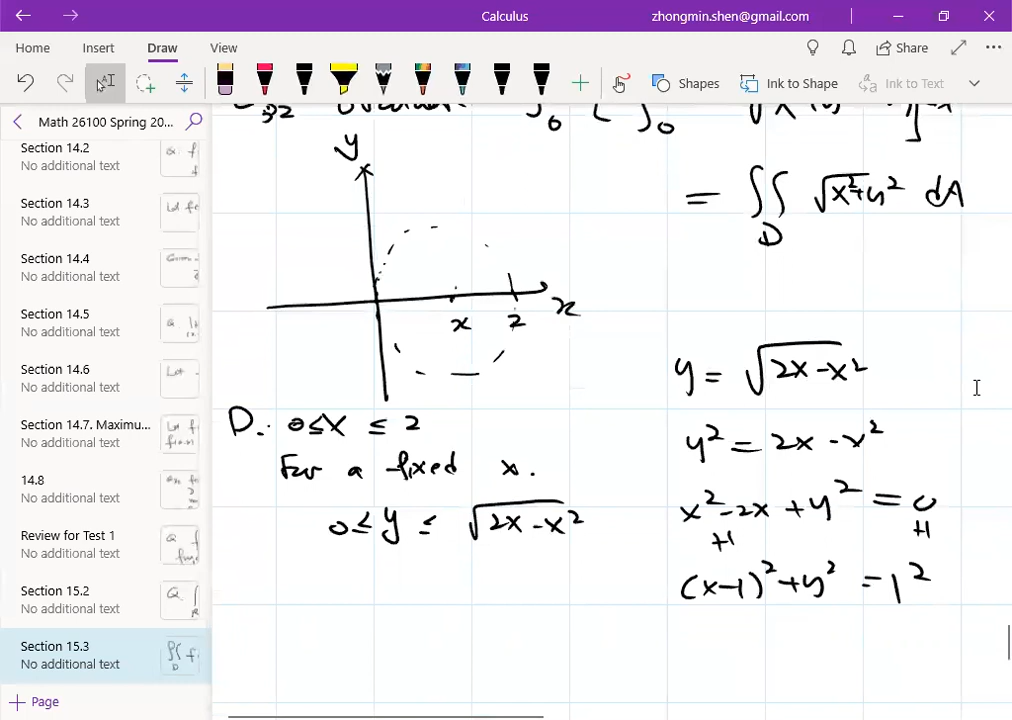 Calculus
zhongmin.shen@gmail.com
Home Insert Draw View
Share
Shapes
Ink to Shape
Ink to Text
Math 26100 Spring 20...
Section 14.2
No additional text
Section 14.3
No additional text
Section 14.4
No additional text
Section 14.5
No additional text
Section 14.6
No additional text
Section 14.7. Maximu...
No additional text
14.8
No additional text
Review for Test 1
No additional text
15.2
No additional text
Section 15.3
No additional text
Page
y
x
2
x
= ∬_D √x²+y² dA
D: 0≤x ≤ 2
For a fixed x.
0 ≤ y ≤ √2x-x²
y = √2x-x²
y² = 2x-x²
x²-2x+y² = 0
+1 +1
(x-1)²+y² = 1²